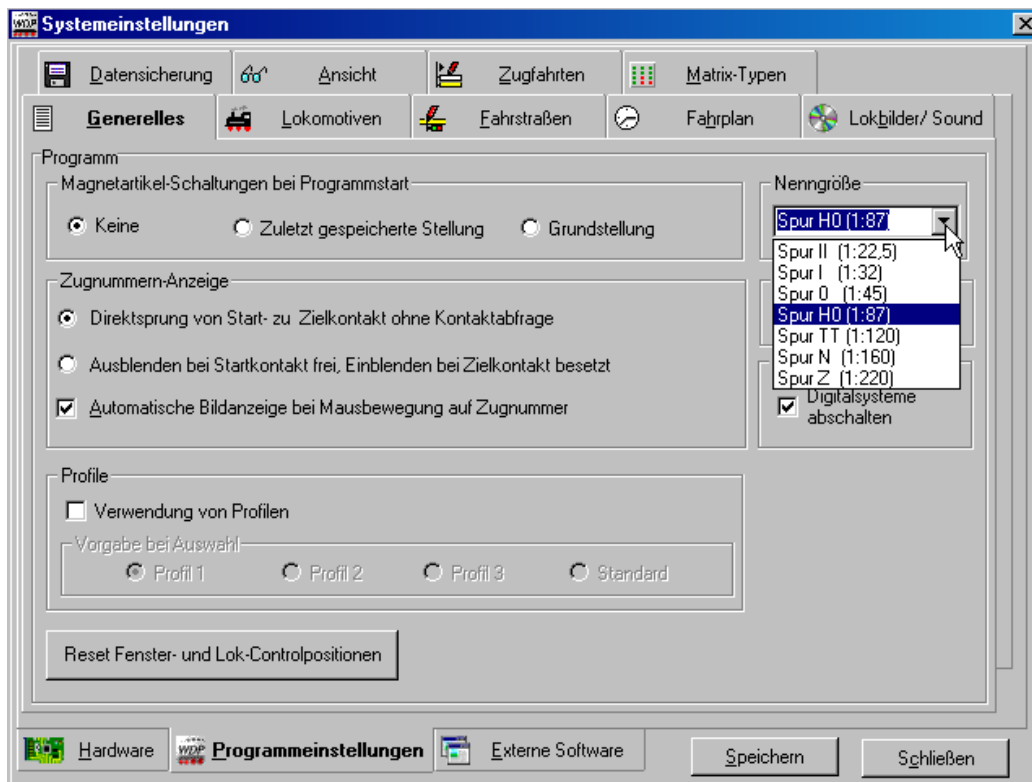 WDP Systemeinstellungen
Datensicherung Ansicht Zugfahrten Matrix-Typen
Generelles Lokomotiven Fahrstraßen Fahrplan Lokbilder/ Sound
Programm
Magnetartikel-Schaltungen bei Programmstart
Keine Zuletzt gespeicherte Stellung Grundstellung
Nenngröße
Spur H0 (1:87)
Spur II (1:22,5)
Spur I (1:32)
Spur 0 (1:45)
Spur H0 (1:87)
Spur TT (1:120)
Spur N (1:160)
Spur Z (1:220)
Zugnummern-Anzeige
Direktsprung von Start- zu Zielkontakt ohne Kontaktabfrage
Ausblenden bei Startkontakt frei, Einblenden bei Zielkontakt besetzt
Automatische Bildanzeige bei Mausbewegung auf Zugnummer
Digitalsysteme
abschalten
Profile
Verwendung von Profilen
Vorgabe bei Auswahl
Profil 1 Profil 2 Profil 3 Standard
Reset Fenster- und Lok-Controlpositionen
Hardware WDP Programmeinstellungen Externe Software
Speichern Schließen